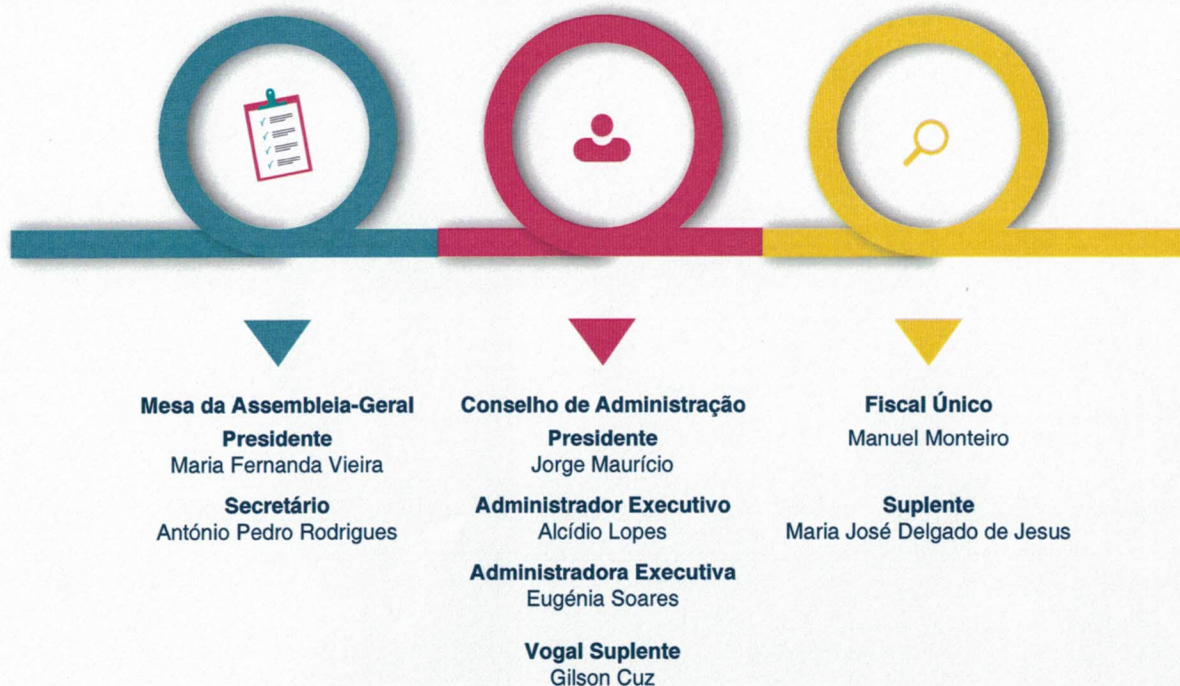 Mesa da Assembleia-Geral
Presidente
Maria Fernanda Vieira
Secretário
António Pedro Rodrigues
Conselho de Administração
Presidente
Jorge Maurício
Administrador Executivo
Alcídio Lopes
Administradora Executiva
Eugénia Soares
Vogal Suplente
Gilson Cuz
Fiscal Único
Manuel Monteiro
Suplente
Maria José Delgado de Jesus